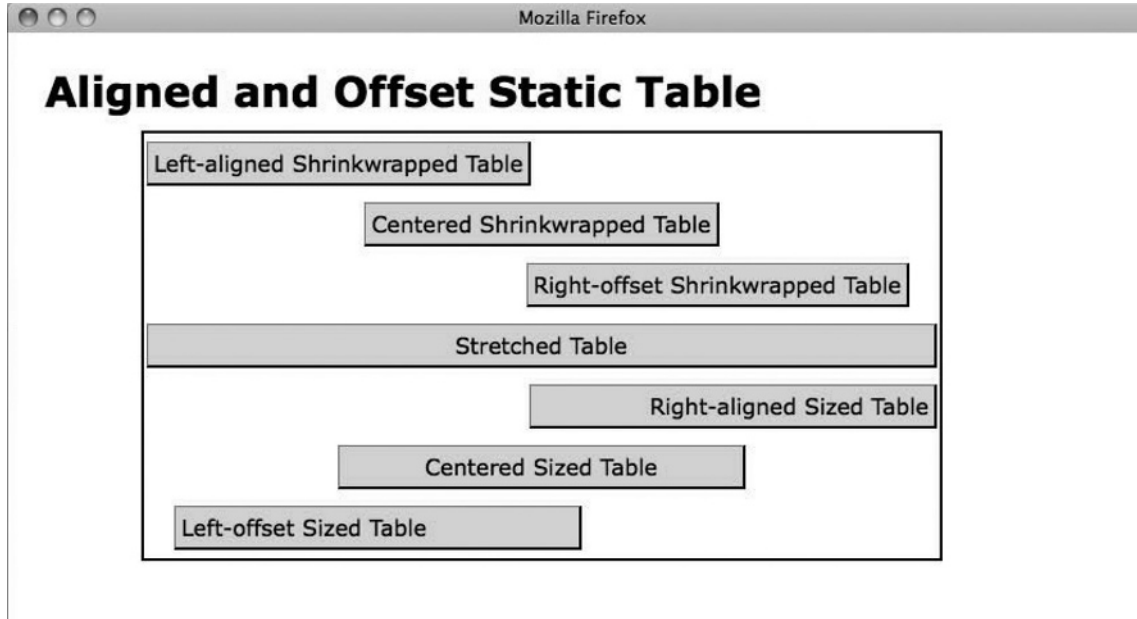 Mozilla Firefox
Aligned and Offset Static Table
Left-aligned Shrinkwrapped Table
Centered Shrinkwrapped Table
Right-offset Shrinkwrapped Table
Stretched Table
Right-aligned Sized Table
Centered Sized Table
Left-offset Sized Table